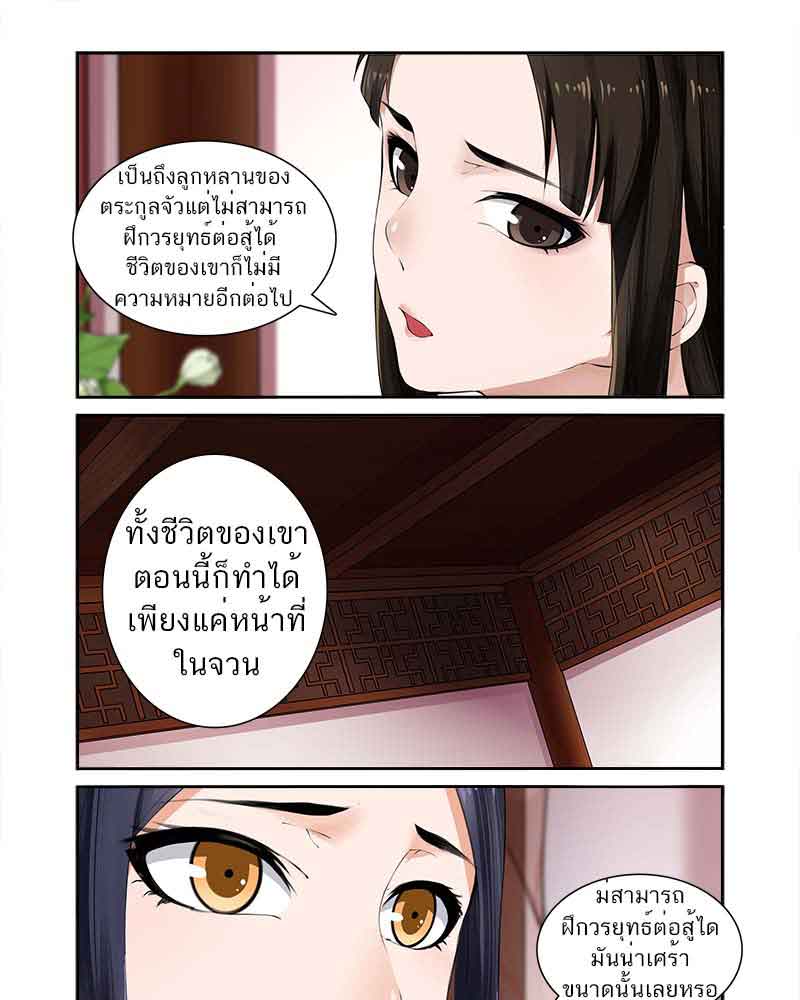 เป็นถึงลูกหลานของ
ตระกูลจัวแต่ไม่สามารถ
ฝึกวรยุทธ์ต่อสู้ได้
ชีวิตของเขาก็ไม่มี
ความหมายอีกต่อไป
ทั้งชีวิตของเขา
ตอนนี้ก็ทำได้
เพียงแค่หน้าที่
ในจวน
ม่สามารถ
ฝึกวรยุทธ์ต่อสู้ได
มันน่าเศร้า
ขนาดนั้นเลยหรอ